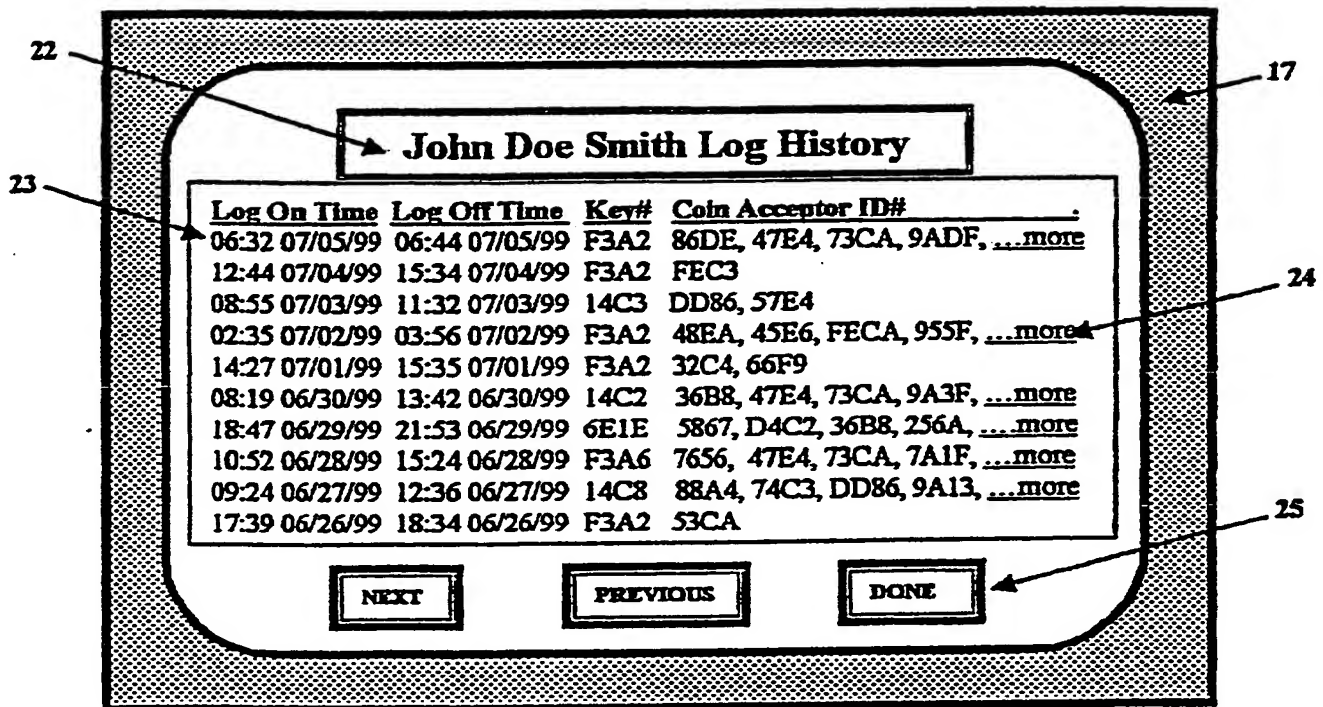 22
17
John Doe Smith Log History
23
Log On Time Log Off Time Key# Coin Acceptor ID#
06:32 07/05/99 06:44 07/05/99 F3A2 86DE, 47E4, 73CA, 9ADF, ...more
12:44 07/04/99 15:34 07/04/99 F3A2 FEC3
24
08:55 07/03/99 11:32 07/03/99 14C3 DD86, 57E4
02:35 07/02/99 03:56 07/02/99 F3A2 48EA, 45E6, FECA, 955F, ...more
14:27 07/01/99 15:35 07/01/99 F3A2 32C4, 66F9
08:19 06/30/99 13:42 06/30/99 14C2 36B8, 47E4, 73CA, 9A3F, ...more
18:47 06/29/99 21:53 06/29/99 6E1E 5867, D4C2, 36B8, 256A, ....more
10:52 06/28/99 15:24 06/28/99 F3A6 7656, 47E4, 73CA, 7A1F, ...more
09:24 06/27/99 12:36 06/27/99 14C8 88A4, 74C3, DD86, 9A13, ...more
25
17:39 06/26/99 18:34 06/26/99 F3A2 53CA
NEXT PREVIOUS DONE